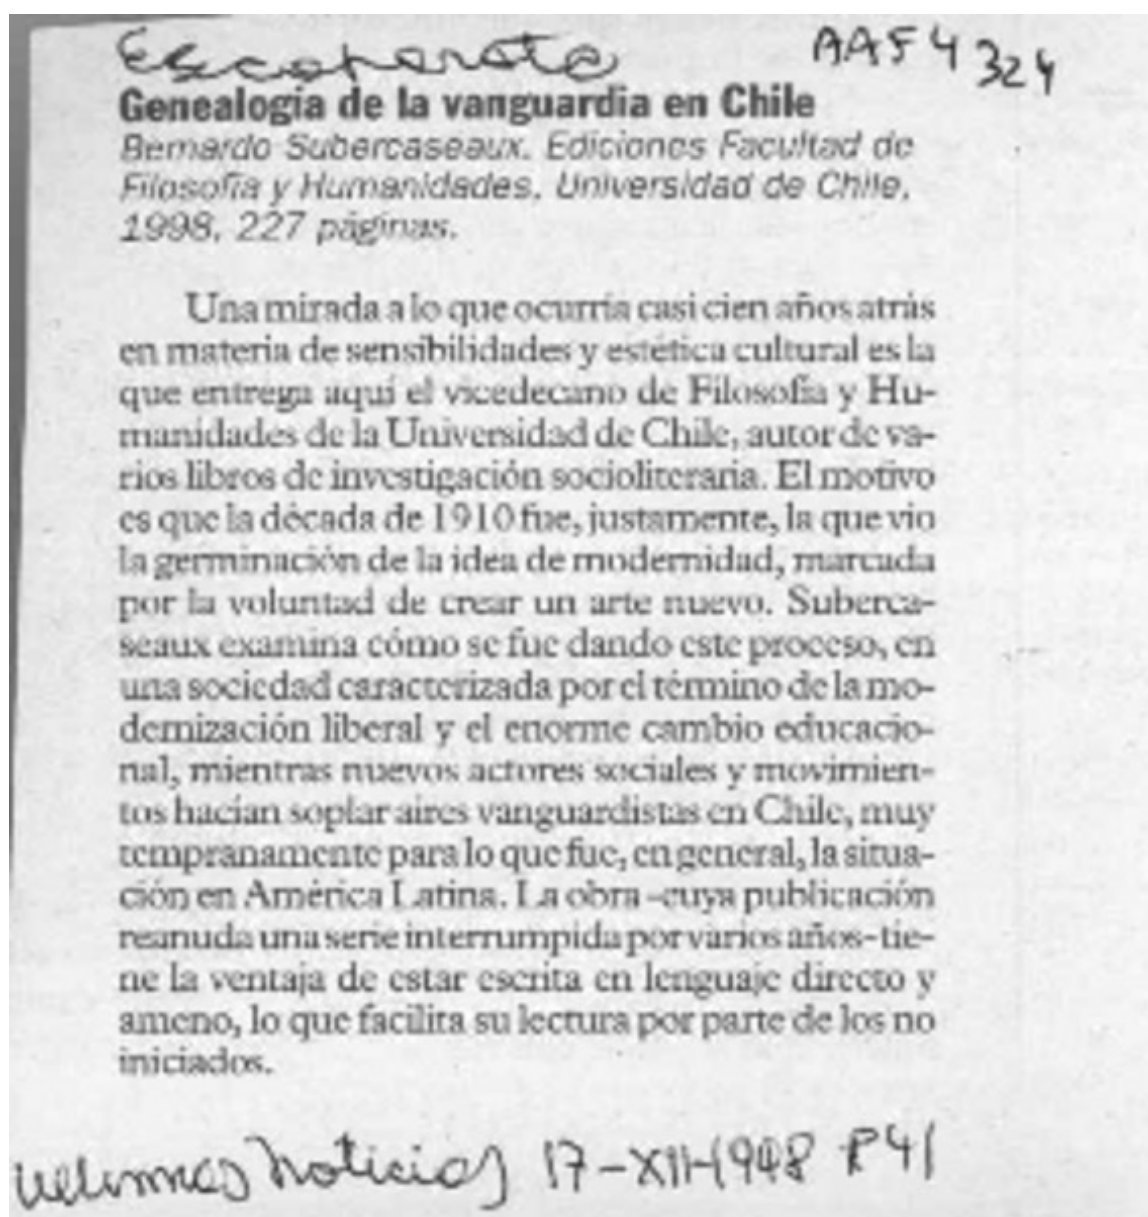 Escaparate
AAF4324
Genealogía de la vanguardia en Chile
Bernardo Subercaseaux. Ediciones Facultad de
Filosofía y Humanidades. Universidad de Chile,
1998, 227 páginas.
Una mirada a lo que ocurría casi cien años atrás
en materia de sensibilidades y estética cultural es la
que entrega aquí el vicedecano de Filosofía y Hu-
manidades de la Universidad de Chile, autor de va-
rios libros de investigación socioliteraria. El motivo
es que la década de 1910 fue, justamente, la que vio
la germinación de la idea de modernidad, marcada
por la voluntad de crear un arte nuevo. Suberca-
seaux examina cómo se fue dando este proceso, en
una sociedad caracterizada por el término de la mo-
dernización liberal y el enorme cambio educacio-
nal, mientras nuevos actores sociales y movimien-
tos hacían soplar aires vanguardistas en Chile, muy
tempranamente para lo que fue, en general, la situa-
ción en América Latina. La obra -cuya publicación
reanuda una serie interrumpida por varios años- tie-
ne la ventaja de estar escrita en lenguaje directo y
ameno, lo que facilita su lectura por parte de los no
iniciados.
Últimas Noticias 17-XII-1998 P41